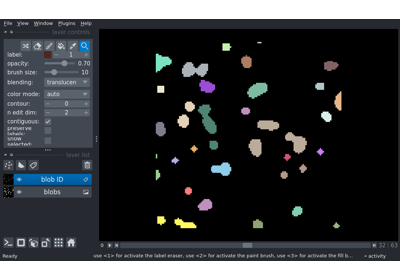 File View Window Plugins Help
layer controls
label: 1
opacity: 0.70
brush size: 10
blending: translucen
color mode: auto
contour: 0
n edit dim: 2
contiguous:
preserve
labels:
show
selected:
layer list
blob ID
blobs
32 63
Ready
use <1> for activate the label eraser, use <2> for activate the paint brush, use <3> for activate the fill b...
activity